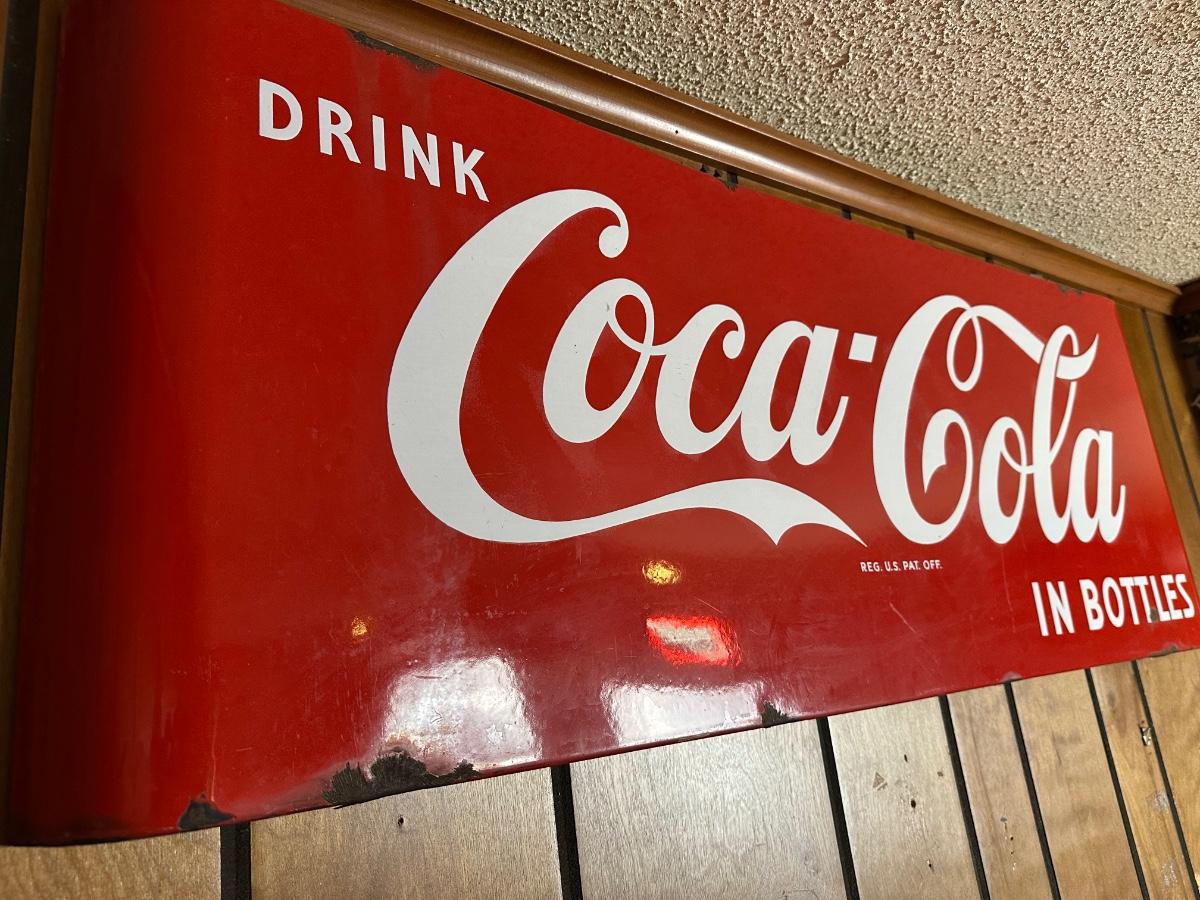 DRINK
Coca-Cola
REG. U.S. PAT. OFF.
IN BOTTLES